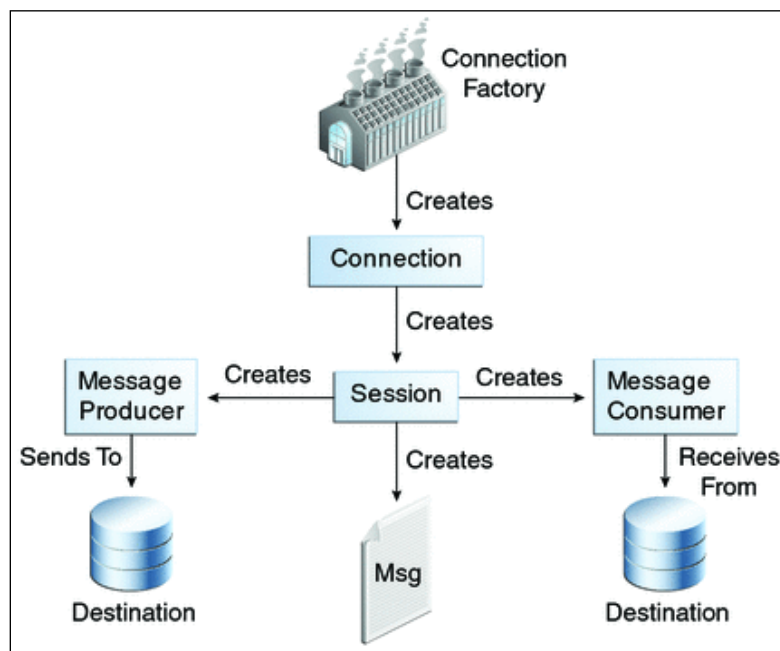 Connection
Factory
Creates
Connection
Creates
Message
Producer
Creates
Session
Creates
Message
Consumer
Sends To
Creates
Receives
From
Msg
Destination
Destination